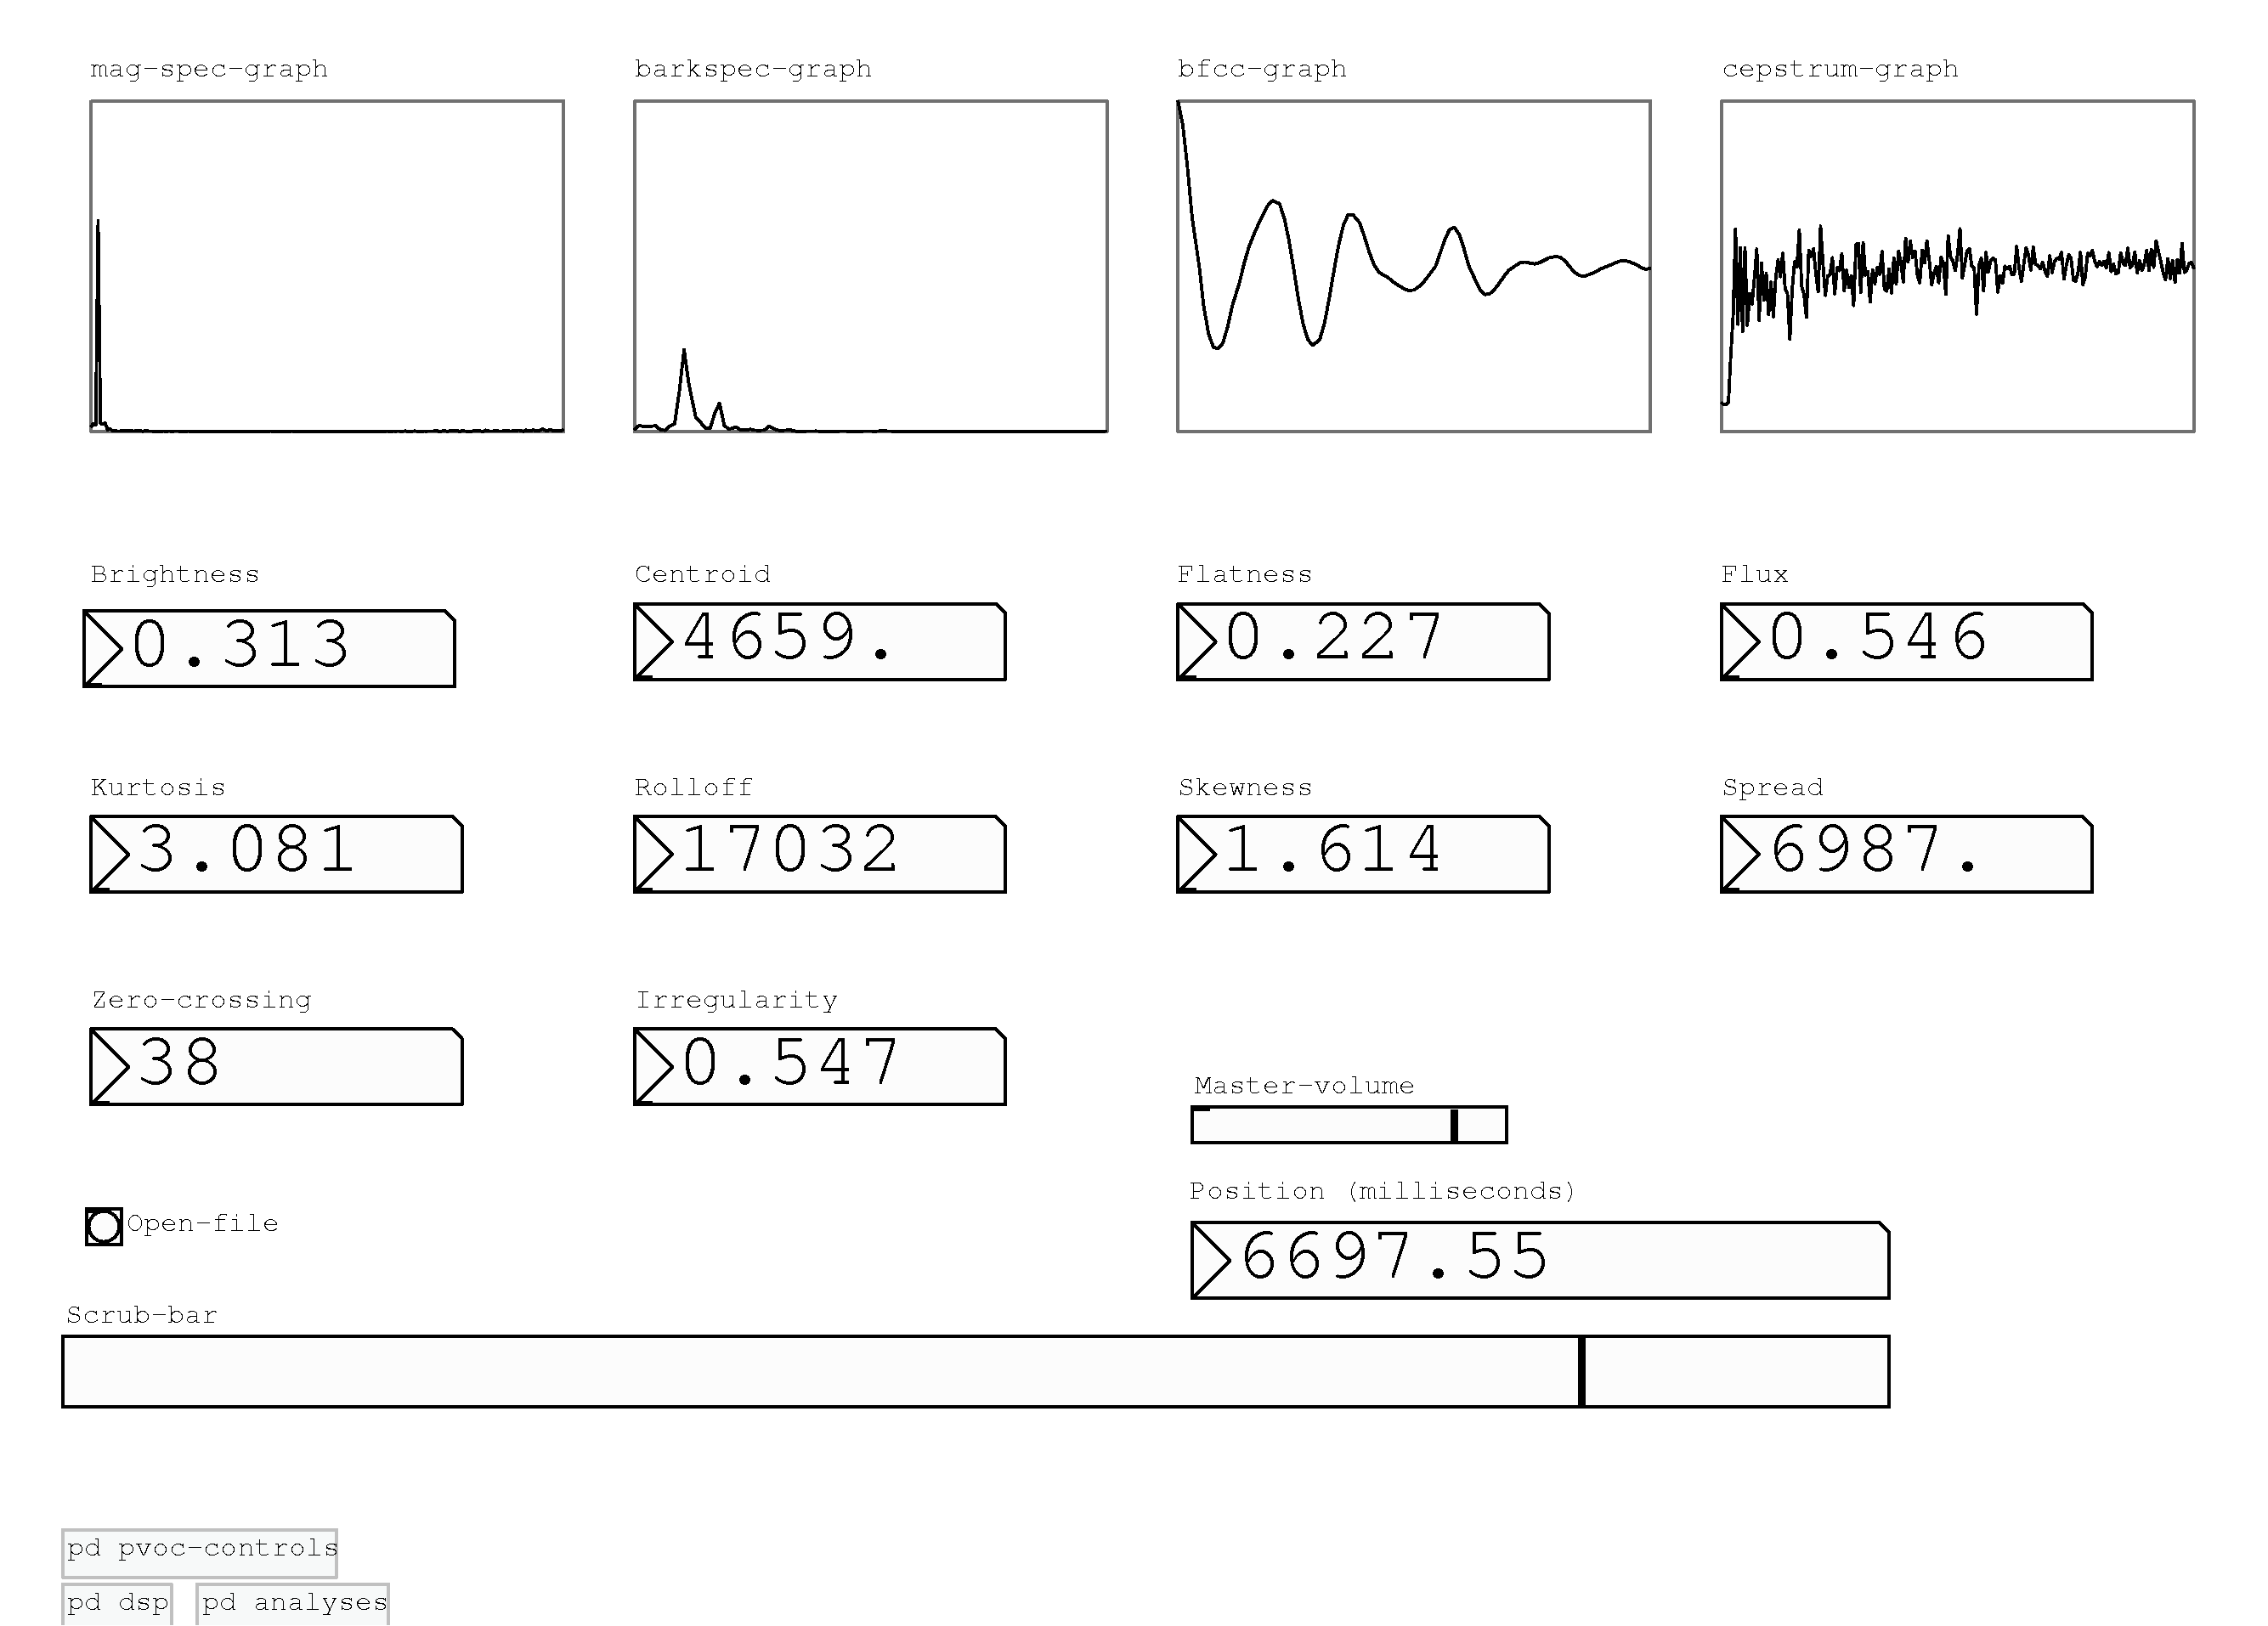 mag-spec-graph barkspec-graph bfcc-graph cepstrum-graph
Brightness Centroid Flatness Flux
0.313 4659. 0.227 0.546
Kurtosis Rolloff Skewness Spread
3.081 17032 1.614 6987.
Zero-crossing Irregularity
38 0.547
Master-volume
Position (milliseconds)
Open-file
6697.55
Scrub-bar
pd pvoc-controls
pd dsp pd analyses